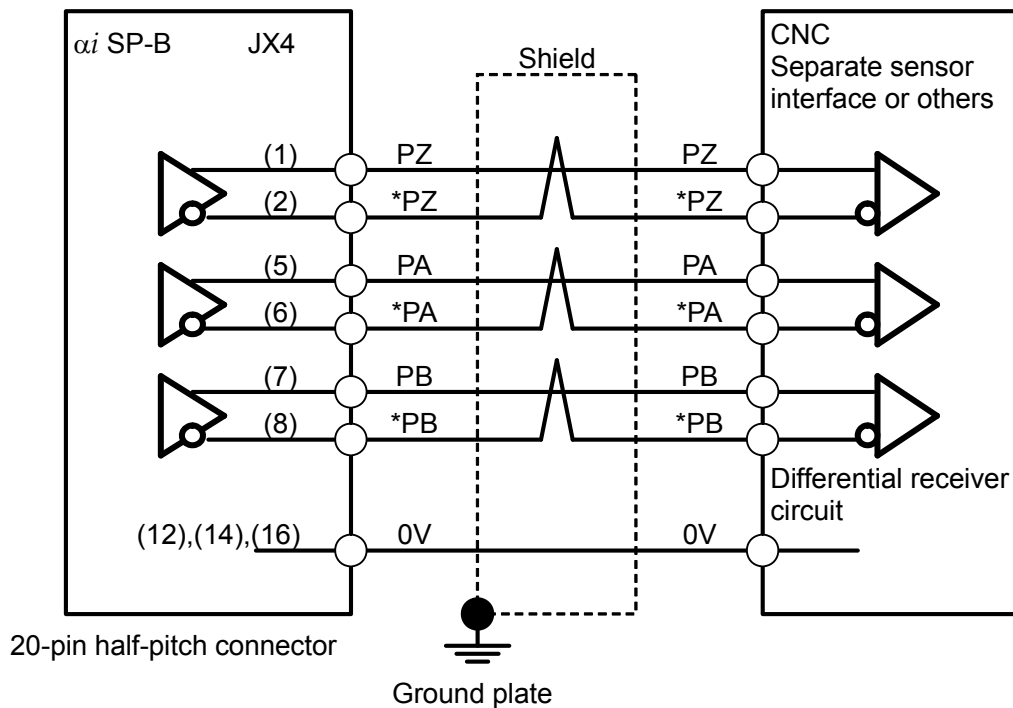 αi SP-B JX4
CNC
Separate sensor
interface or others
Shield
(1) PZ PZ
(2) *PZ *PZ
(5) PA PA
(6) *PA *PA
(7) PB PB
(8) *PB *PB
Differential receiver
circuit
(12),(14),(16) 0V 0V
20-pin half-pitch connector
Ground plate